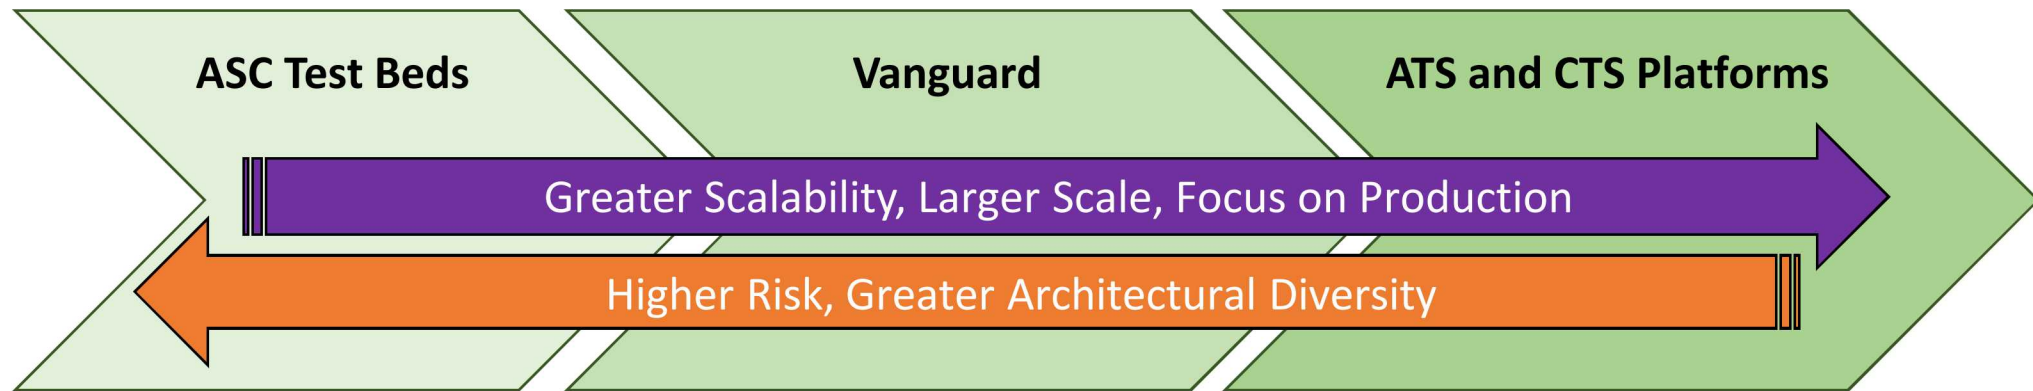 ASC Test Beds
Vanguard
ATS and CTS Platforms
Greater Scalability, Larger Scale, Focus on Production
Higher Risk, Greater Architectural Diversity